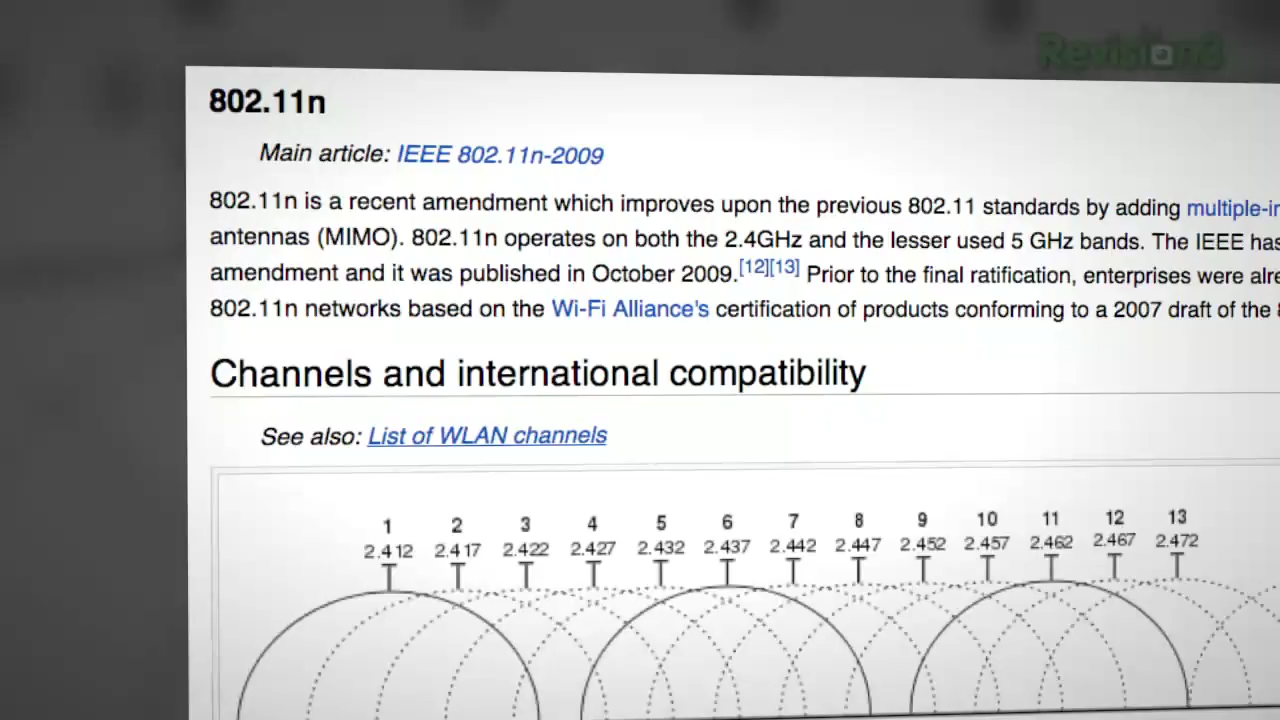 Revision3
802.11n
Main article: IEEE 802.11n-2009
802.11n is a recent amendment which improves upon the previous 802.11 standards by adding multiple-in
antennas (MIMO). 802.11n operates on both the 2.4GHz and the lesser used 5 GHz bands. The IEEE has
amendment and it was published in October 2009.[12][13] Prior to the final ratification, enterprises were alre
802.11n networks based on the Wi-Fi Alliance's certification of products conforming to a 2007 draft of the
Channels and international compatibility
See also: List of WLAN channels
1 2 3 4 5 6 7 8 9 10 11 12 13
2.412 2.417 2.422 2.427 2.432 2.437 2.442 2.447 2.452 2.457 2.462 2.467 2.472